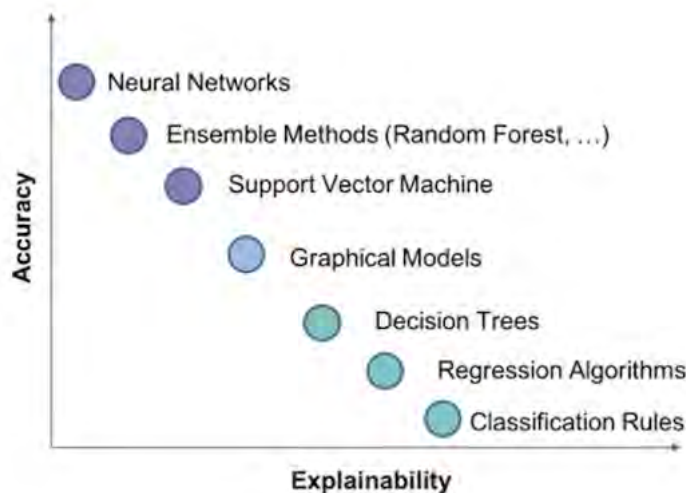 Neural Networks
Ensemble Methods (Random Forest, …)
Support Vector Machine
Graphical Models
Decision Trees
Regression Algorithms
Classification Rules
Accuracy
Explainability